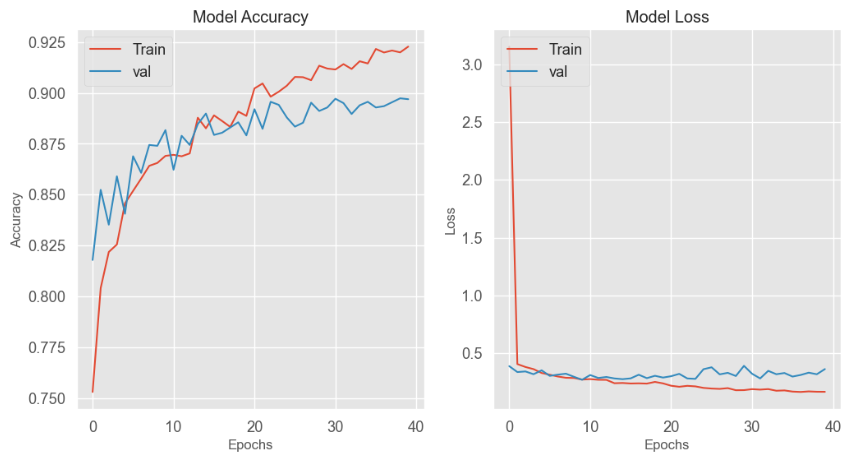 Model Accuracy
Train
val
0.925
0.900
0.875
0.850
0.825
0.800
0.775
0.750
Accuracy
0
10
20
30
40
Epochs
Model Loss
Train
val
3.0
2.5
2.0
1.5
1.0
0.5
Loss
0
10
20
30
40
Epochs